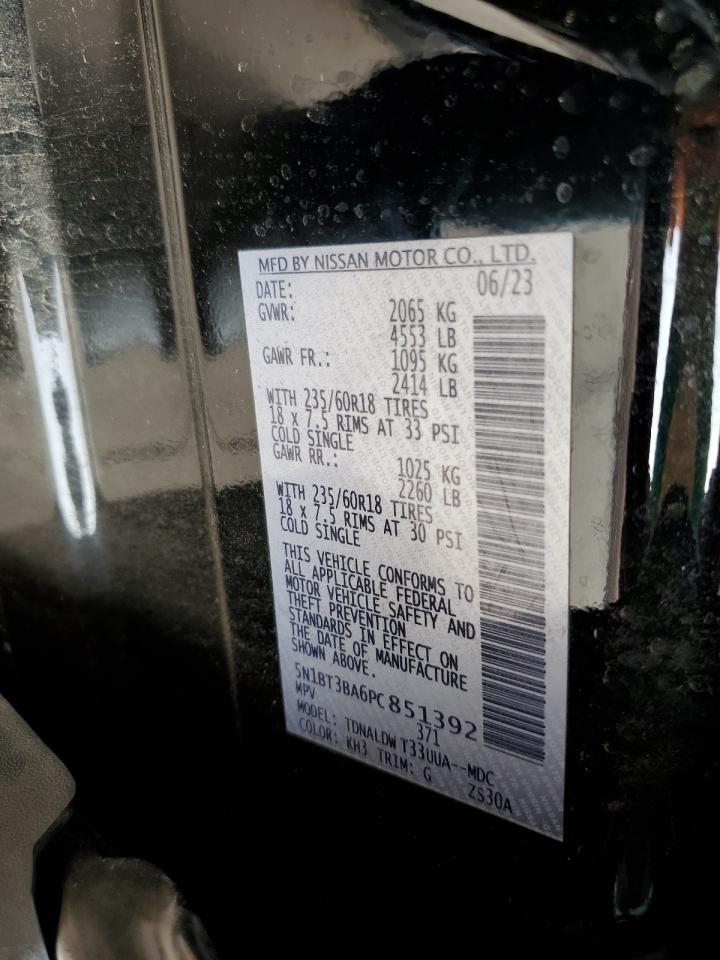 MFD BY NISSAN MOTOR CO., LTD.
DATE: 06/23
GVWR: 2065 KG
4553 LB
GAWR FR.: 1095 KG
2414 LB
WITH 235/60R18 TIRES
18 X 7.5 RIMS AT 33 PSI
COLD SINGLE
GAWR RR.: 1025 KG
2260 LB
WITH 235/60R18 TIRES
18 X 7.5 RIMS AT 30 PSI
COLD SINGLE
THIS VEHICLE CONFORMS TO
ALL APPLICABLE FEDERAL
MOTOR VEHICLE SAFETY AND
THEFT PREVENTION
STANDARDS IN EFFECT ON
THE DATE OF MANUFACTURE
SHOWN ABOVE.
5N1BT3BA6PC851392
MPV 371
MODEL: TDNALDW T33UUA--MDC
COLOR: KH3 TRIM: G ZS30A